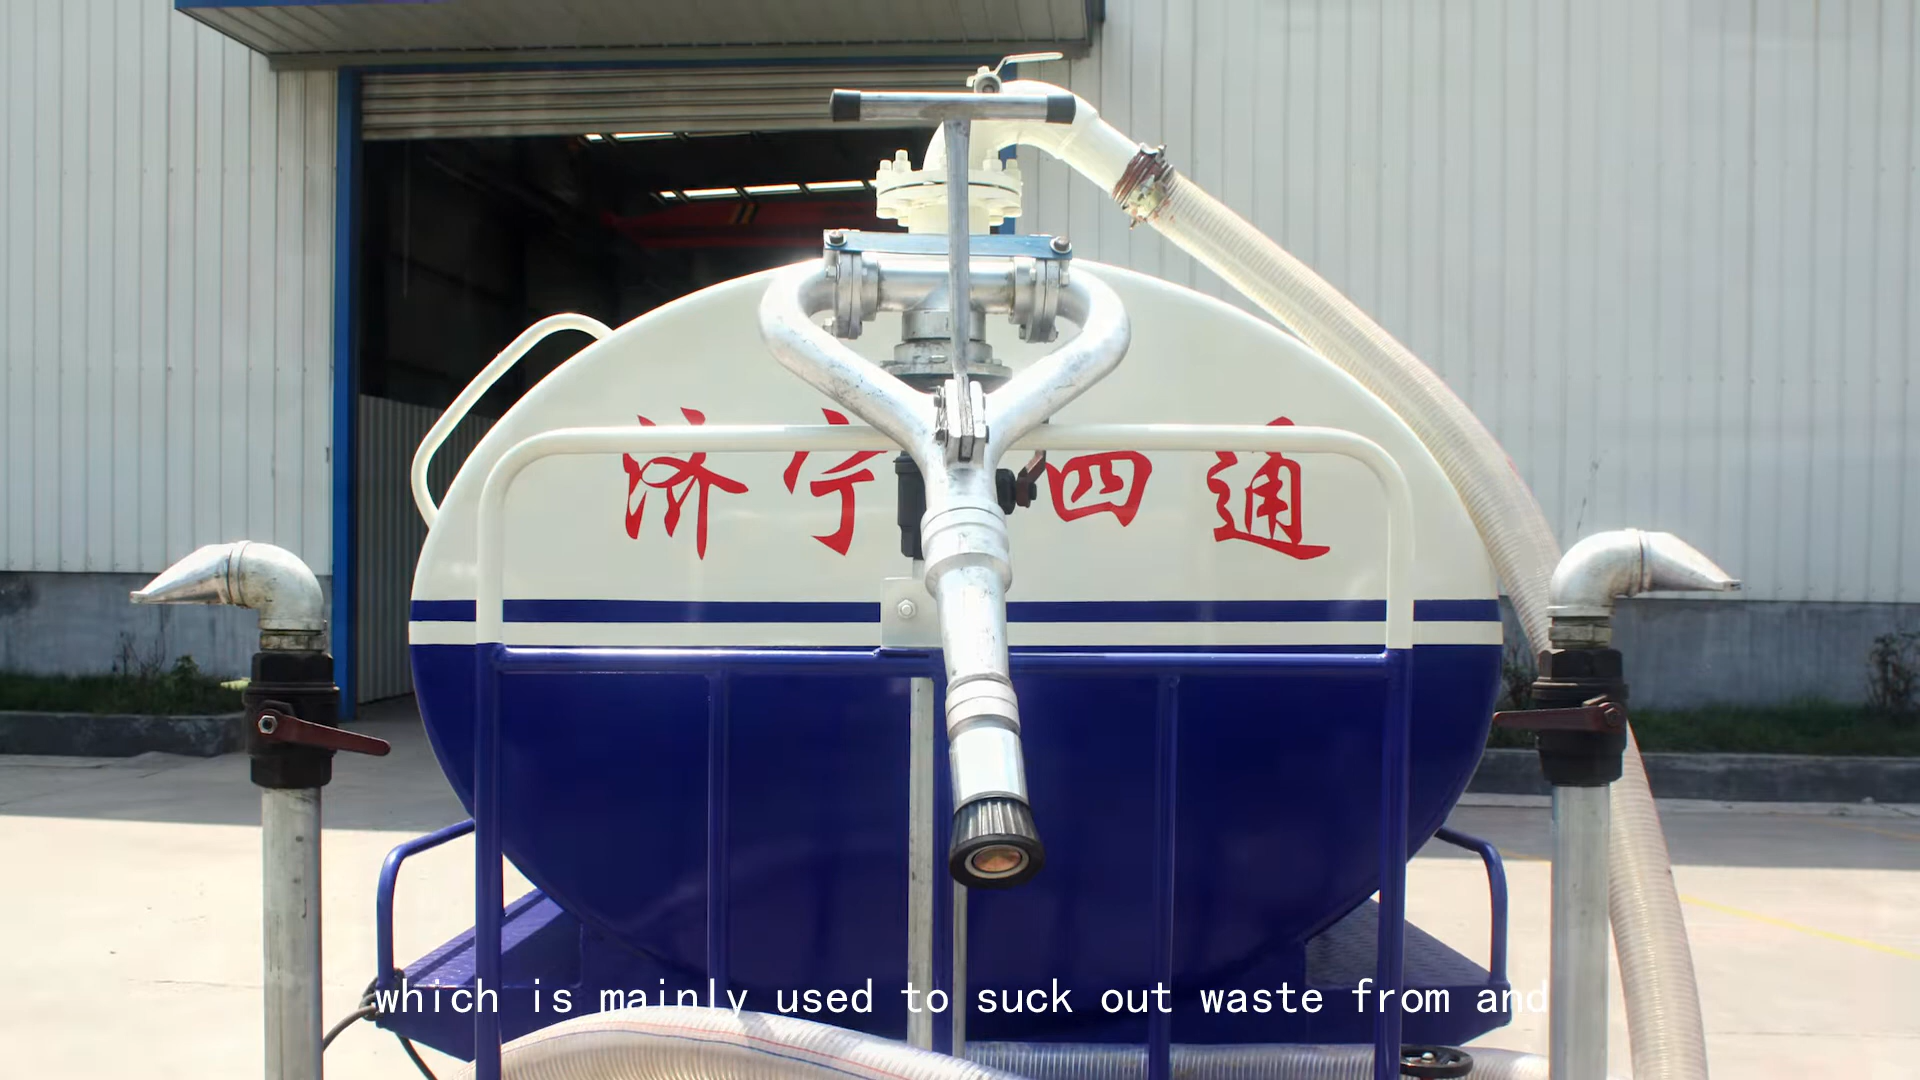 济宁四通
which is mainly used to suck out waste from and